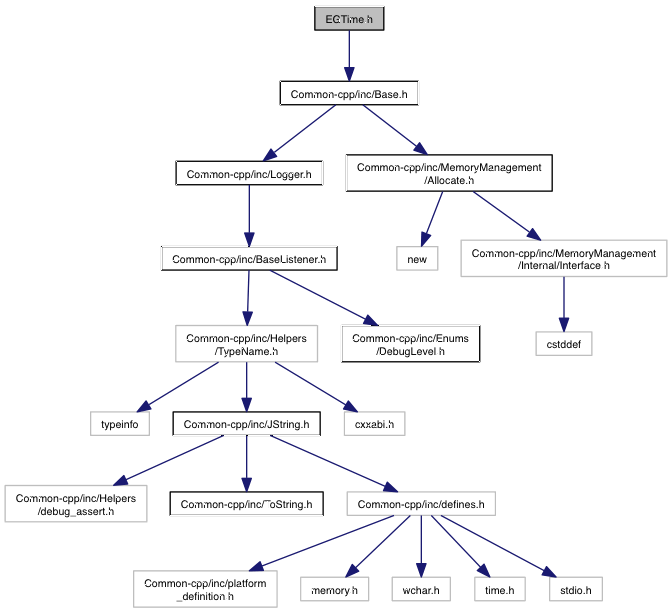 EGTime.h
Common-cpp/inc/Base.h
Common-cpp/inc/Logger.h
Common-cpp/inc/MemoryManagement
/Allocate.h
Common-cpp/inc/BaseListener.h
new
Common-cpp/inc/MemoryManagement
/Internal/Interface.h
Common-cpp/inc/Helpers
/TypeName.h
Common-cpp/inc/Enums
/DebugLevel.h
cstddef
typeinfo
Common-cpp/inc/JString.h
cxxabi.h
Common-cpp/inc/Helpers
/debug_assert.h
Common-cpp/inc/ToString.h
Common-cpp/inc/defines.h
Common-cpp/inc/platform
_definition.h
memory.h
wchar.h
time.h
stdio.h